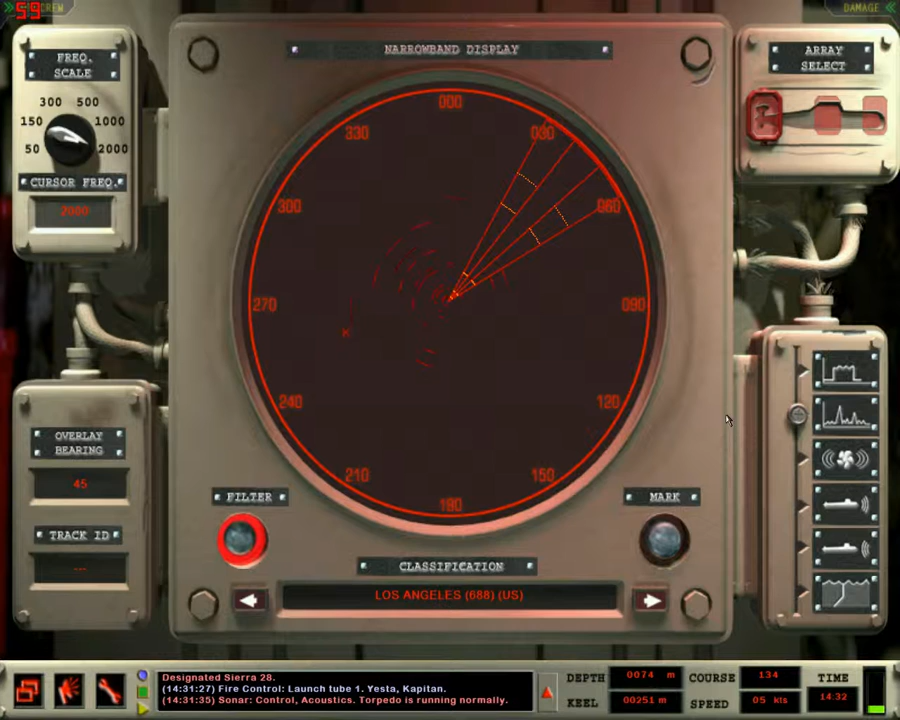 59
CREW
DAMAGE
FREQ.
SCALE
300 500
150 1000
50 2000
CURSOR FREQ.
2000
NARROWBAND DISPLAY
ARRAY
SELECT
000
330 030
300 060
270 090
240 120
210 150
180
K
OVERLAY
BEARING
45
TRACK ID
---
FILTER
MARK
CLASSIFICATION
LOS ANGELES (688) (US)
Designated Sierra 28.
(14:31:27) Fire Control: Launch tube 1. Yesta, Kapitan.
(14:31:35) Sonar: Control, Acoustics. Torpedo is running normally.
DEPTH 0074 m COURSE 134 TIME
KEEL 00251 m SPEED 05 kts 14:32